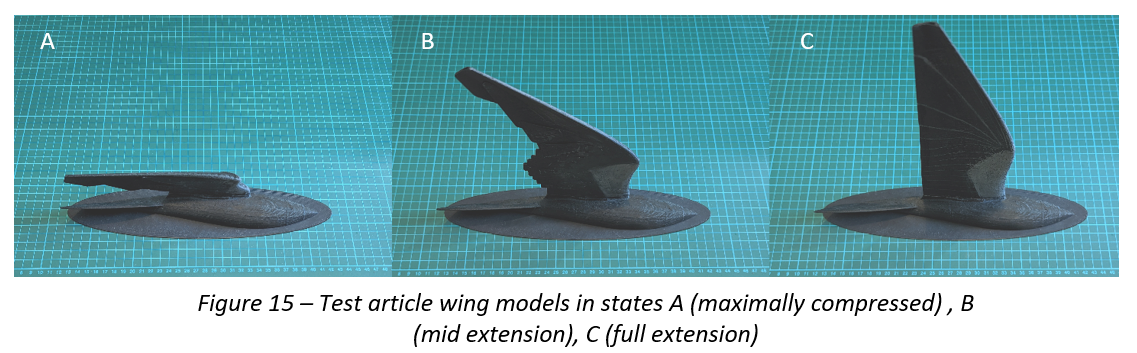 A
B
C
Figure 15 – Test article wing models in states A (maximally compressed) , B
(mid extension), C (full extension)